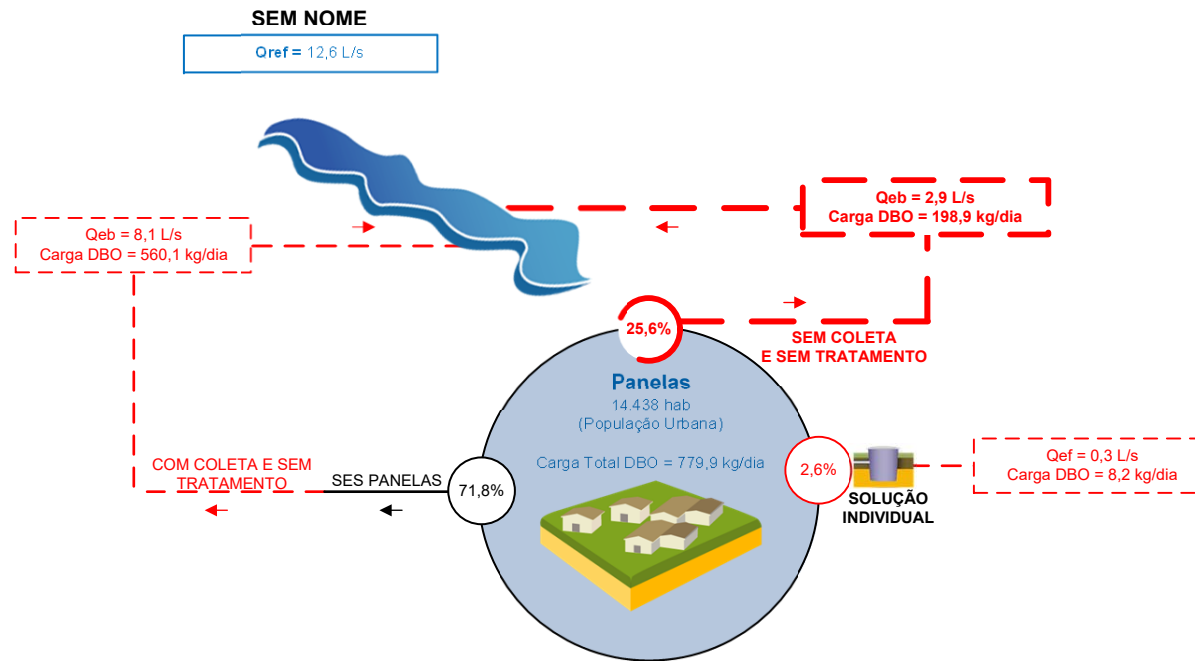 SEM NOME
Qref = 12,6 L/s
Qeb = 2,9 L/s
Carga DBO = 198,9 kg/dia
Qeb = 8,1 L/s
Carga DBO = 560,1 kg/dia
25,6%
SEM COLETA
E SEM TRATAMENTO
Panelas
14.438 hab
(População Urbana)
Carga Total DBO = 779,9 kg/dia
COM COLETA E SEM
TRATAMENTO
SES PANELAS
71,8%
2,6%
SOLUÇÃO
INDIVIDUAL
Qef = 0,3 L/s
Carga DBO = 8,2 kg/dia